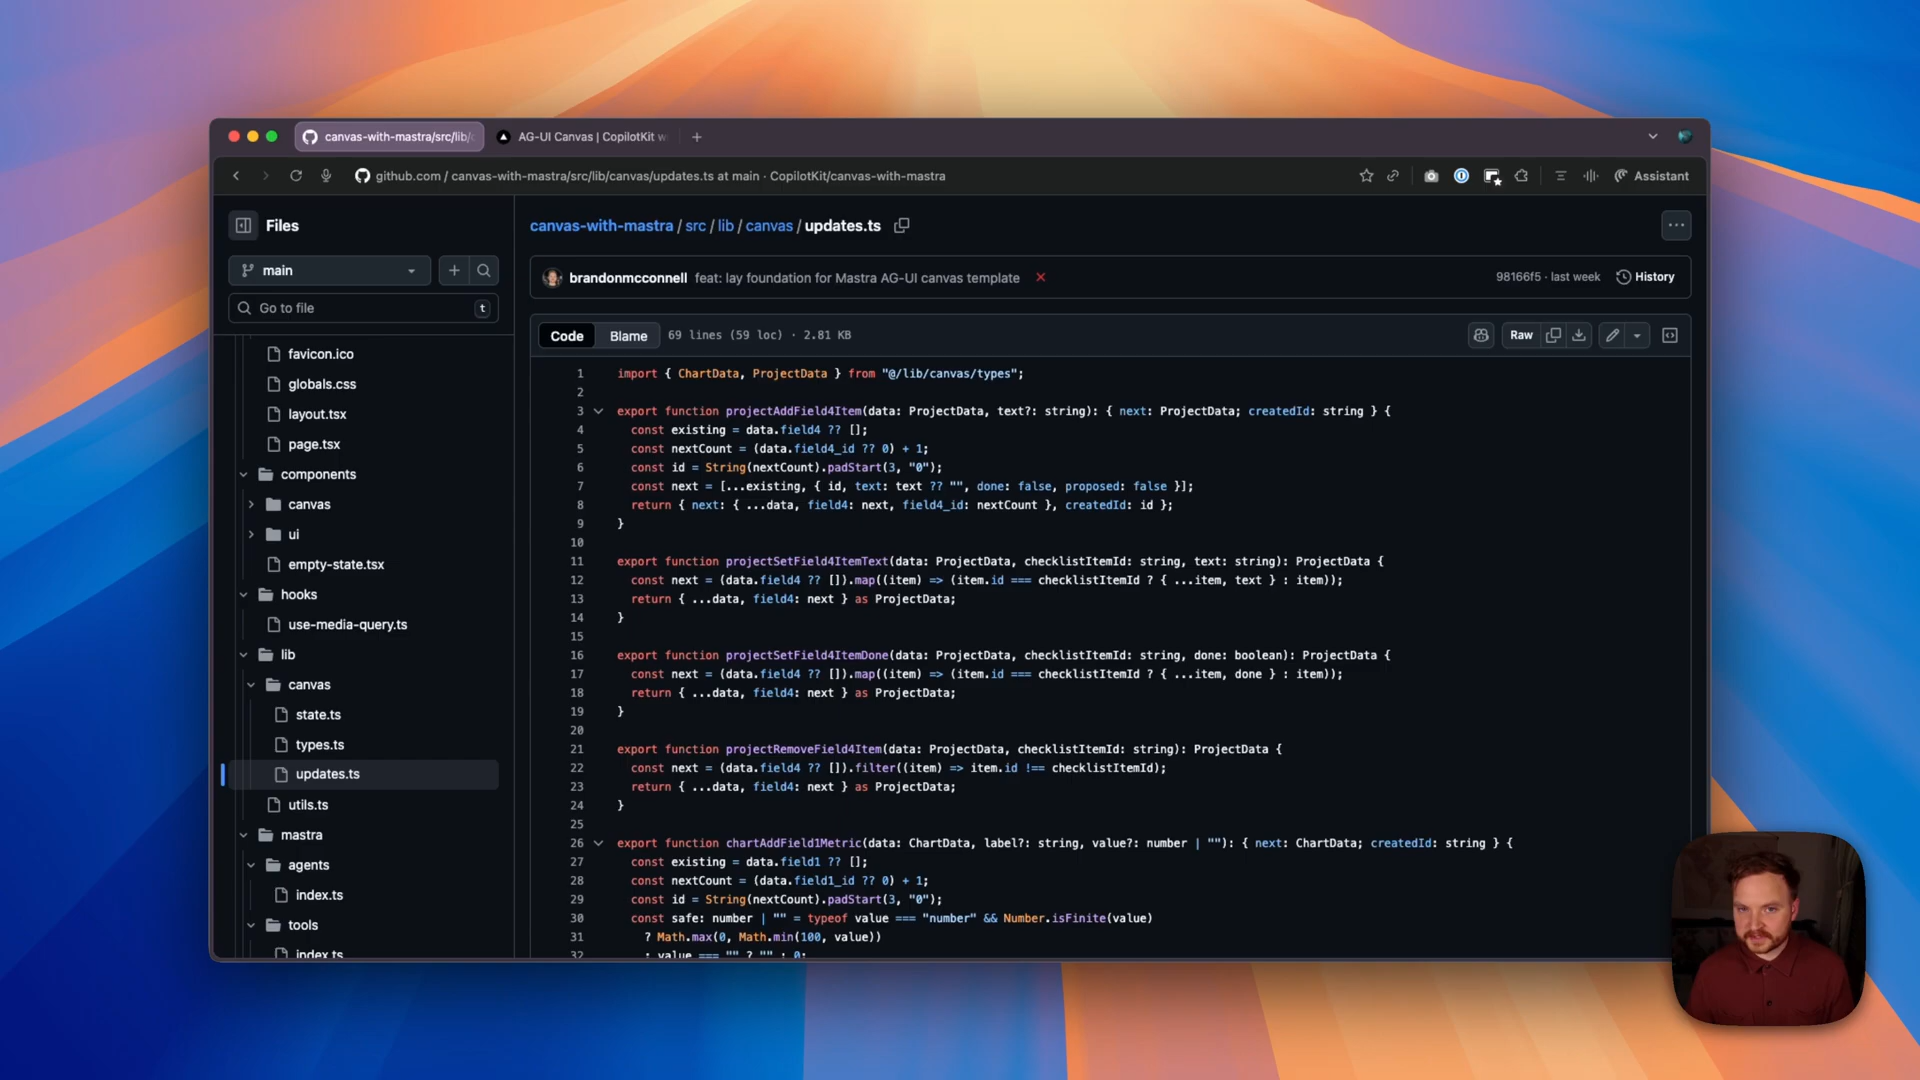 canvas-with-mastra/src/lib/c
AG-UI Canvas | CopilotKit w
github.com / canvas-with-mastra/src/lib/canvas/updates.ts at main · CopilotKit/canvas-with-mastra
Assistant
Files
main
Go to file
t
favicon.ico
globals.css
layout.tsx
page.tsx
components
canvas
ui
empty-state.tsx
hooks
use-media-query.ts
lib
canvas
state.ts
types.ts
updates.ts
utils.ts
mastra
agents
index.ts
tools
index.ts
canvas-with-mastra / src / lib / canvas / updates.ts
brandonmcconnell feat: lay foundation for Mastra AG-UI canvas template
98166f5 · last week
History
Code
Blame
69 lines (59 loc) · 2.81 KB
Raw
1 import { ChartData, ProjectData } from "@/lib/canvas/types";
2
3 export function projectAddField4Item(data: ProjectData, text?: string): { next: ProjectData; createdId: string } {
4 const existing = data.field4 ?? [];
5 const nextCount = (data.field4_id ?? 0) + 1;
6 const id = String(nextCount).padStart(3, "0");
7 const next = [...existing, { id, text: text ?? "", done: false, proposed: false }];
8 return { next: { ...data, field4: next, field4_id: nextCount }, createdId: id };
9 }
10
11 export function projectSetField4ItemText(data: ProjectData, checklistItemId: string, text: string): ProjectData {
12 const next = (data.field4 ?? []).map((item) => (item.id === checklistItemId ? { ...item, text } : item));
13 return { ...data, field4: next } as ProjectData;
14 }
15
16 export function projectSetField4ItemDone(data: ProjectData, checklistItemId: string, done: boolean): ProjectData {
17 const next = (data.field4 ?? []).map((item) => (item.id === checklistItemId ? { ...item, done } : item));
18 return { ...data, field4: next } as ProjectData;
19 }
20
21 export function projectRemoveField4Item(data: ProjectData, checklistItemId: string): ProjectData {
22 const next = (data.field4 ?? []).filter((item) => item.id !== checklistItemId);
23 return { ...data, field4: next } as ProjectData;
24 }
25
26 export function chartAddField1Metric(data: ChartData, label?: string, value?: number | ""): { next: ChartData; createdId: string } {
27 const existing = data.field1 ?? [];
28 const nextCount = (data.field1_id ?? 0) + 1;
29 const id = String(nextCount).padStart(3, "0");
30 const safe: number | "" = typeof value === "number" && Number.isFinite(value)
31 ? Math.max(0, Math.min(100, value))
32 : value === "" ? "" : 0;